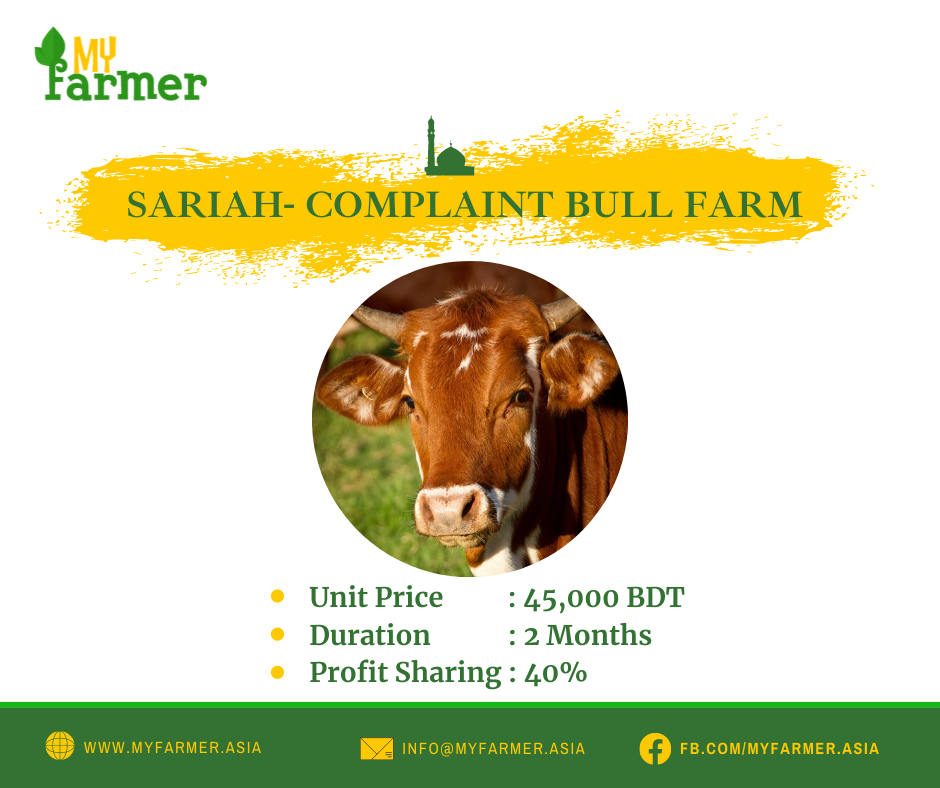 MY
farmer
SARIAH- COMPLAINT BULL FARM
Unit Price : 45,000 BDT
Duration : 2 Months
Profit Sharing : 40%
WWW.MYFARMER.ASIA
INFO@MYFARMER.ASIA
FB.COM/MYFARMER.ASIA